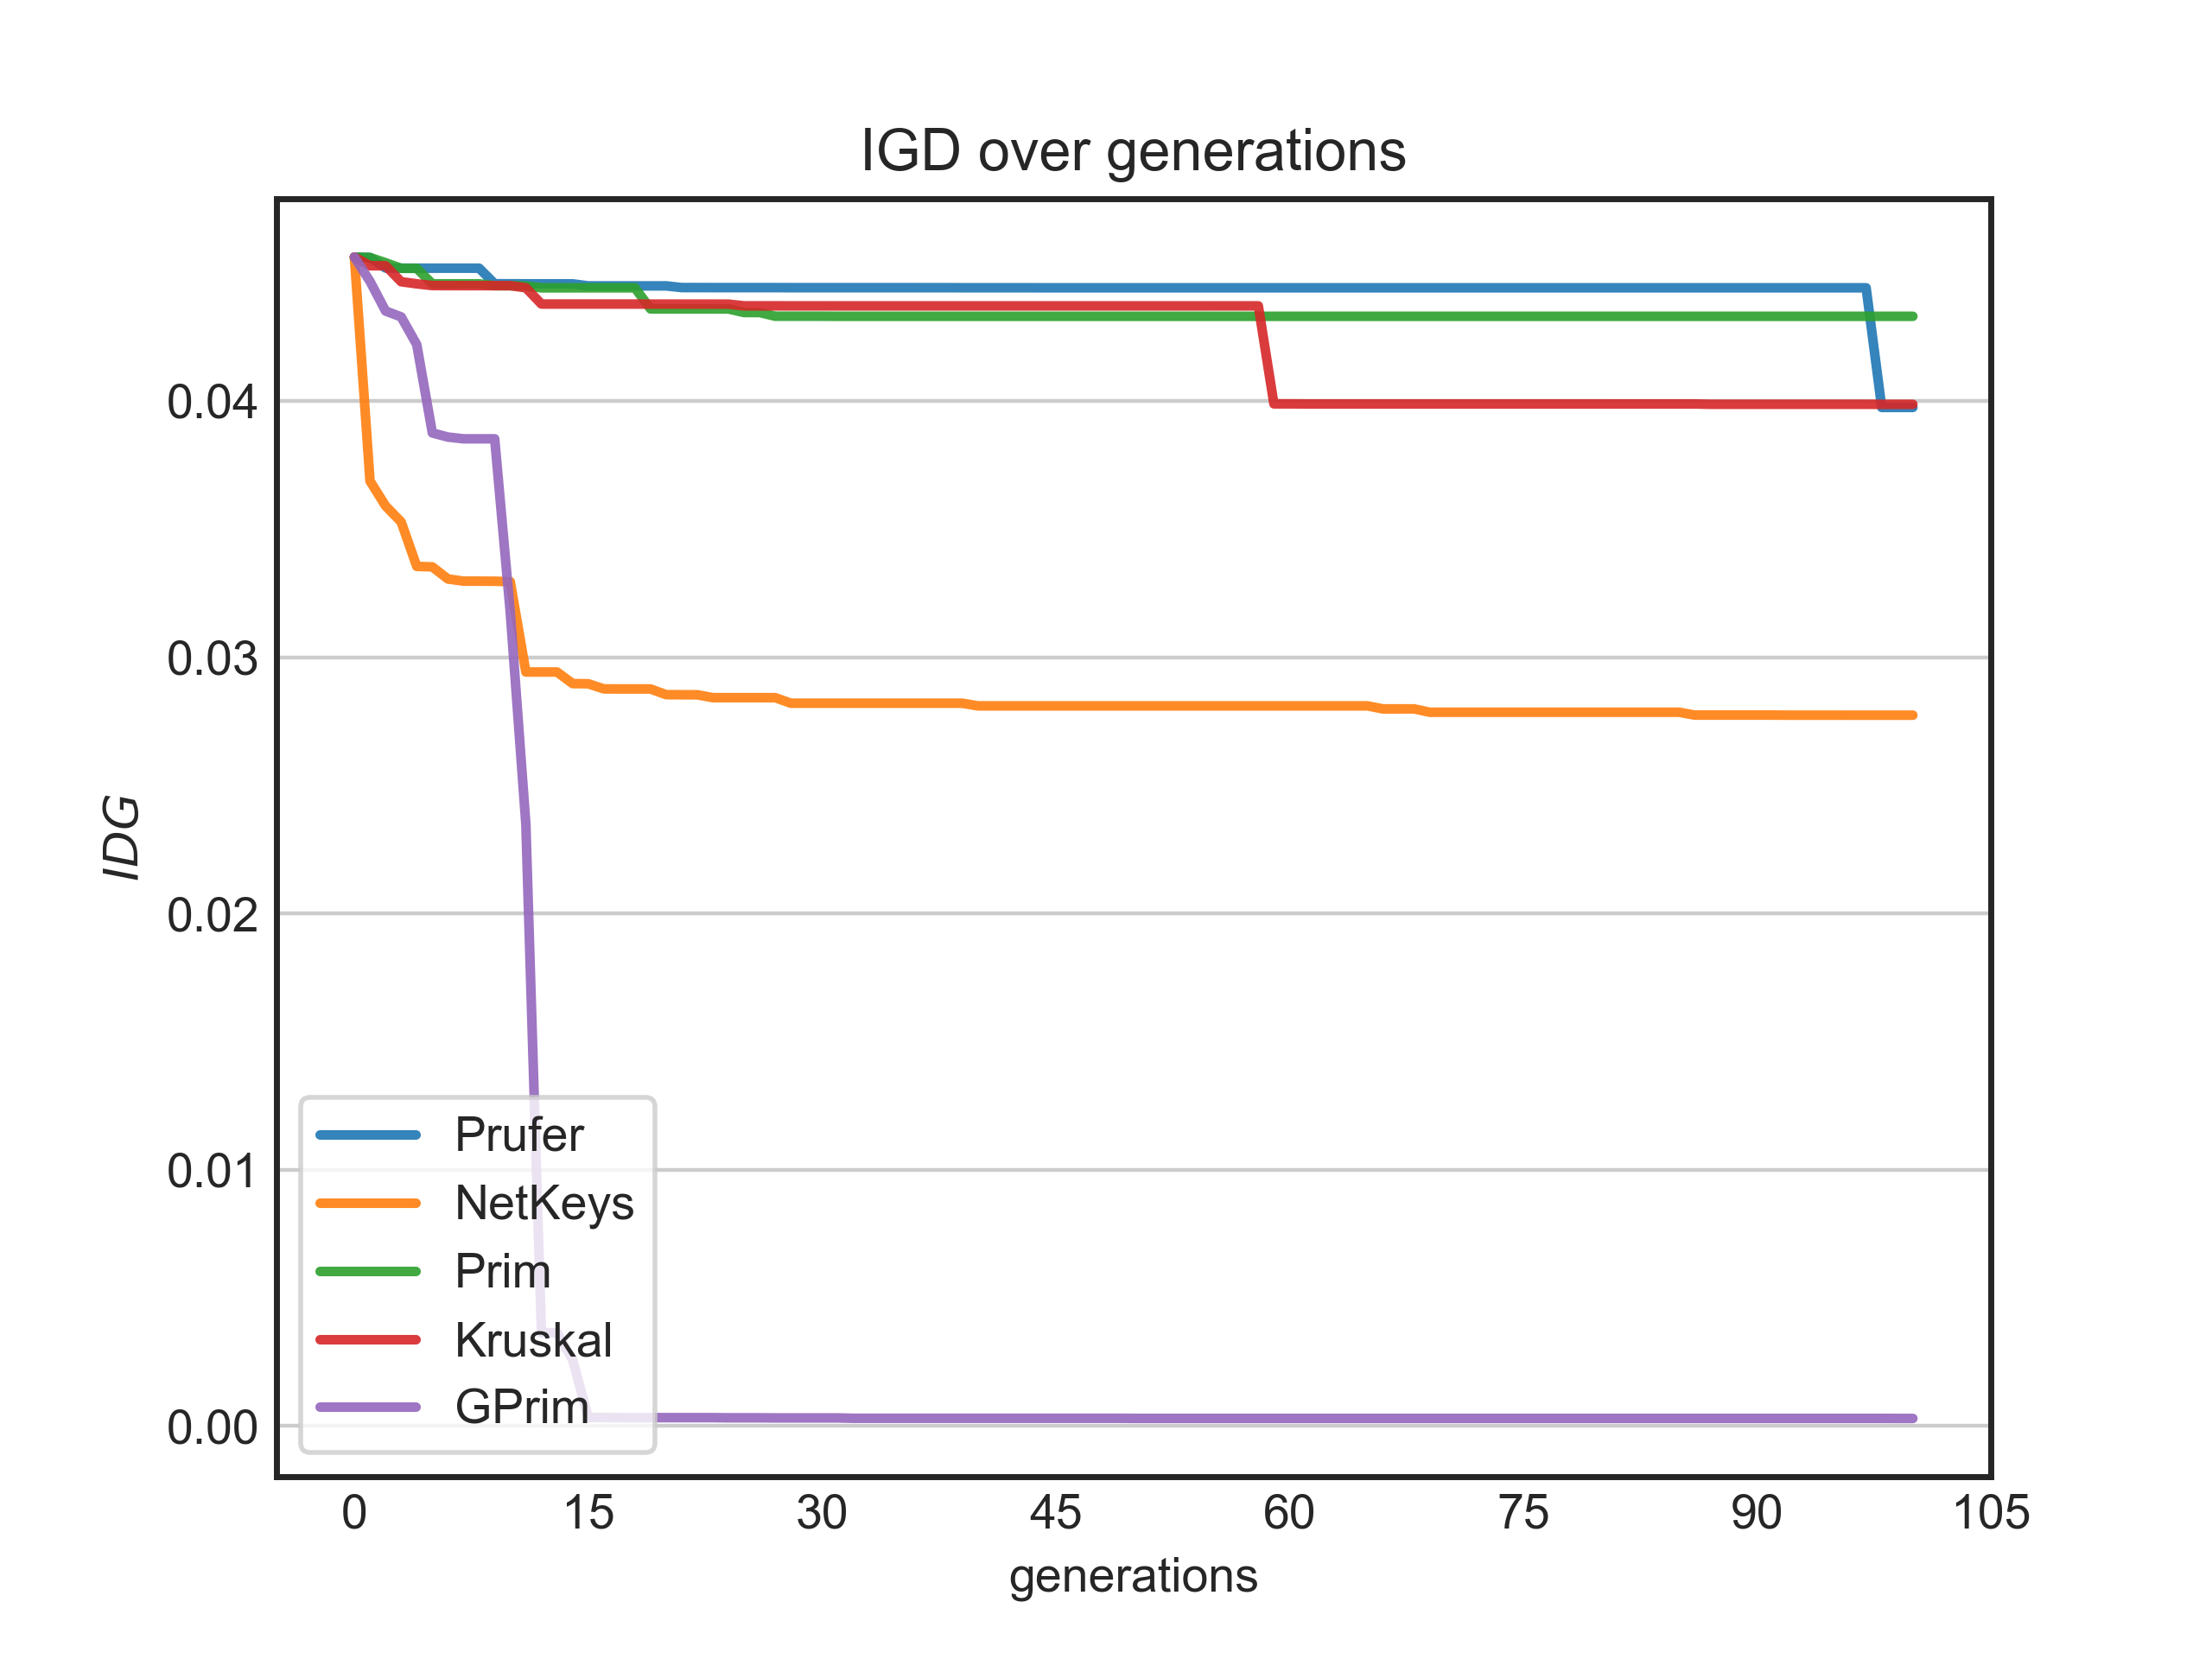 IGD over generations
IDG
0.04
0.03
0.02
0.01
0.00
Prufer
NetKeys
Prim
Kruskal
GPrim
0 15 30 45 60 75 90 105
generations